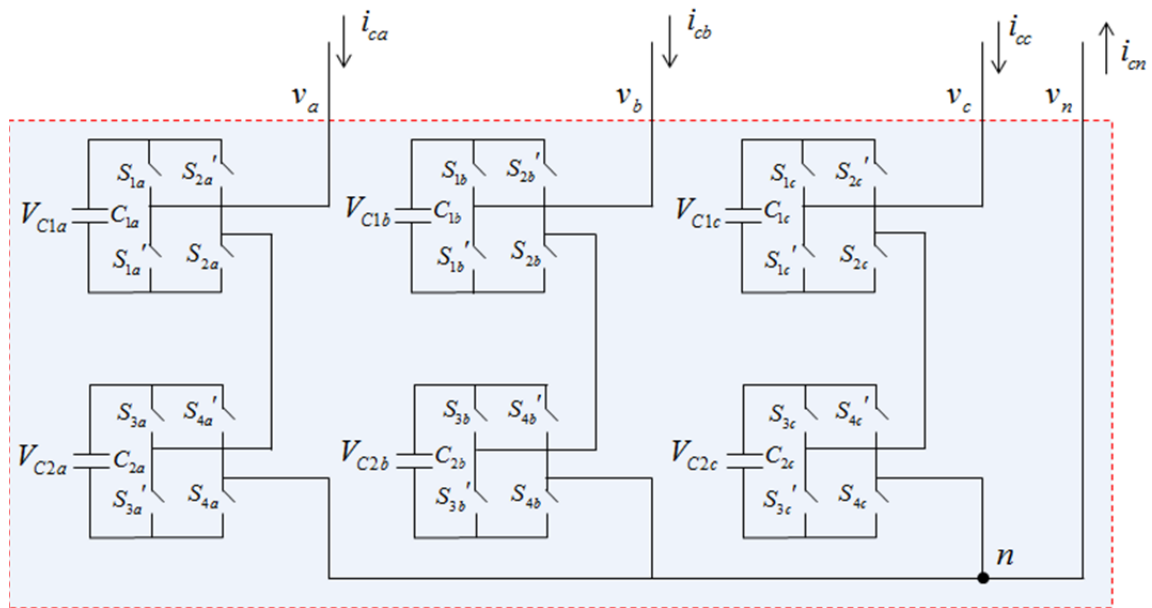 i_ca i_cb i_cc i_cn
v_a v_b v_c v_n
S_1a S_2a' S_1b S_2b' S_1c S_2c'
V_C1a C_1a V_C1b C_1b V_C1c C_1c
S_1a' S_2a S_1b' S_2b S_1c' S_2c
S_3a S_4a' S_3b S_4b' S_3c S_4c'
V_C2a C_2a V_C2b C_2b V_C2c C_2c
S_3a' S_4a S_3b' S_4b S_3c' S_4c
n